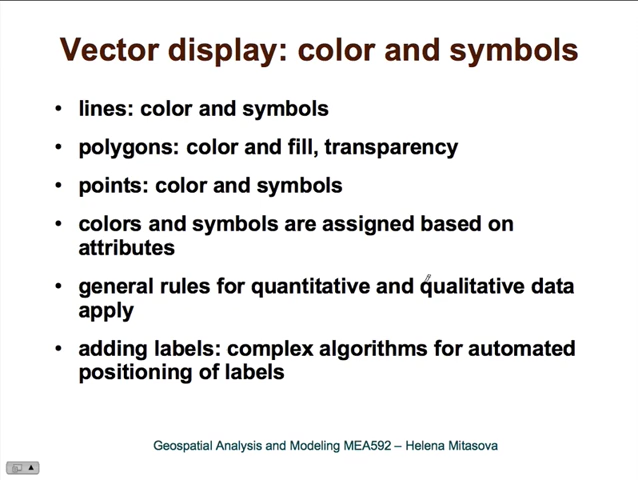 Vector display: color and symbols
• lines: color and symbols
• polygons: color and fill, transparency
• points: color and symbols
• colors and symbols are assigned based on
attributes
• general rules for quantitative and qualitative data
apply
• adding labels: complex algorithms for automated
positioning of labels
Geospatial Analysis and Modeling MEA592 – Helena Mitasova